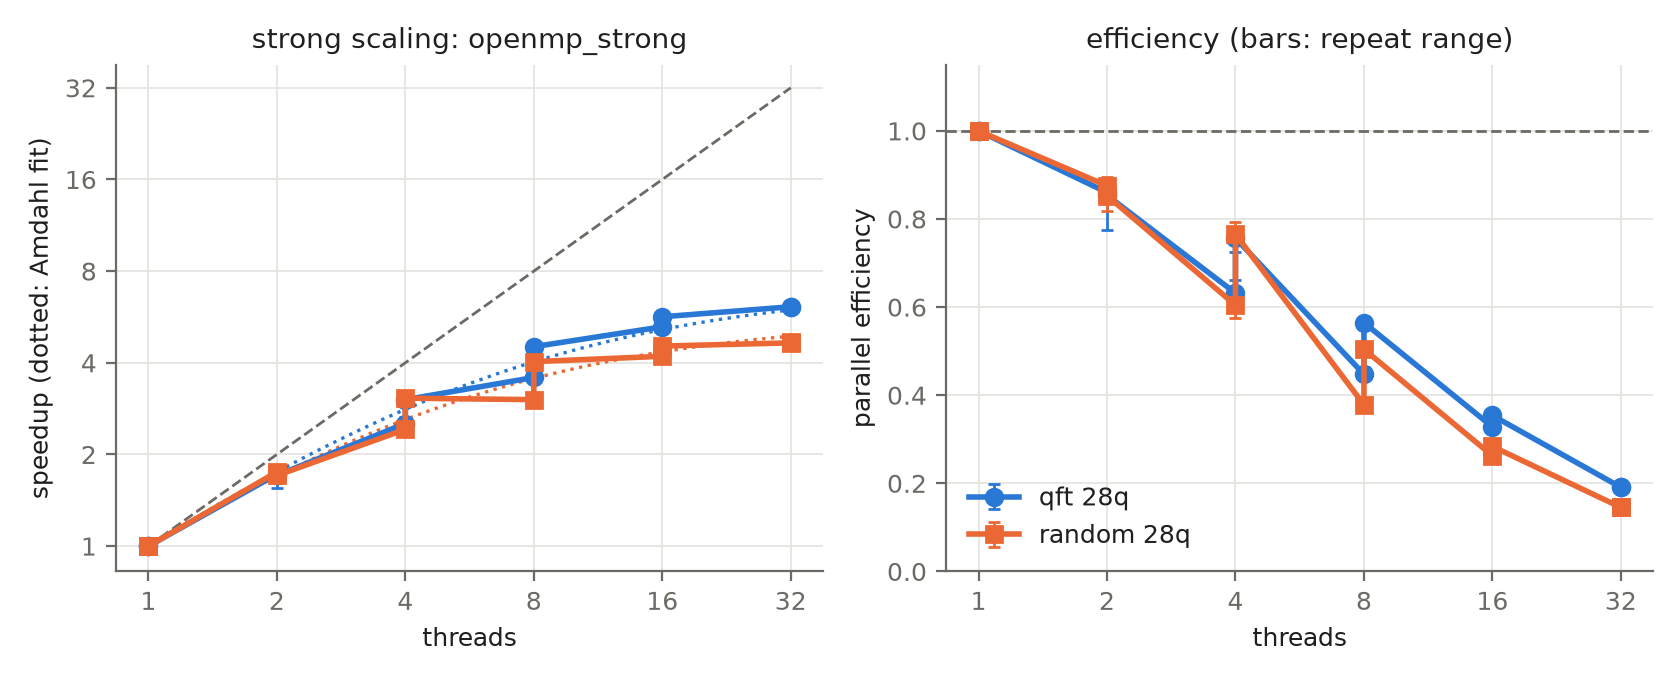 strong scaling: openmp_strong
speedup (dotted: Amdahl fit)
32
16
8
4
2
1
1 2 4 8 16 32
threads
efficiency (bars: repeat range)
parallel efficiency
1.0
0.8
0.6
0.4
0.2
0.0
qft 28q
random 28q
1 2 4 8 16 32
threads